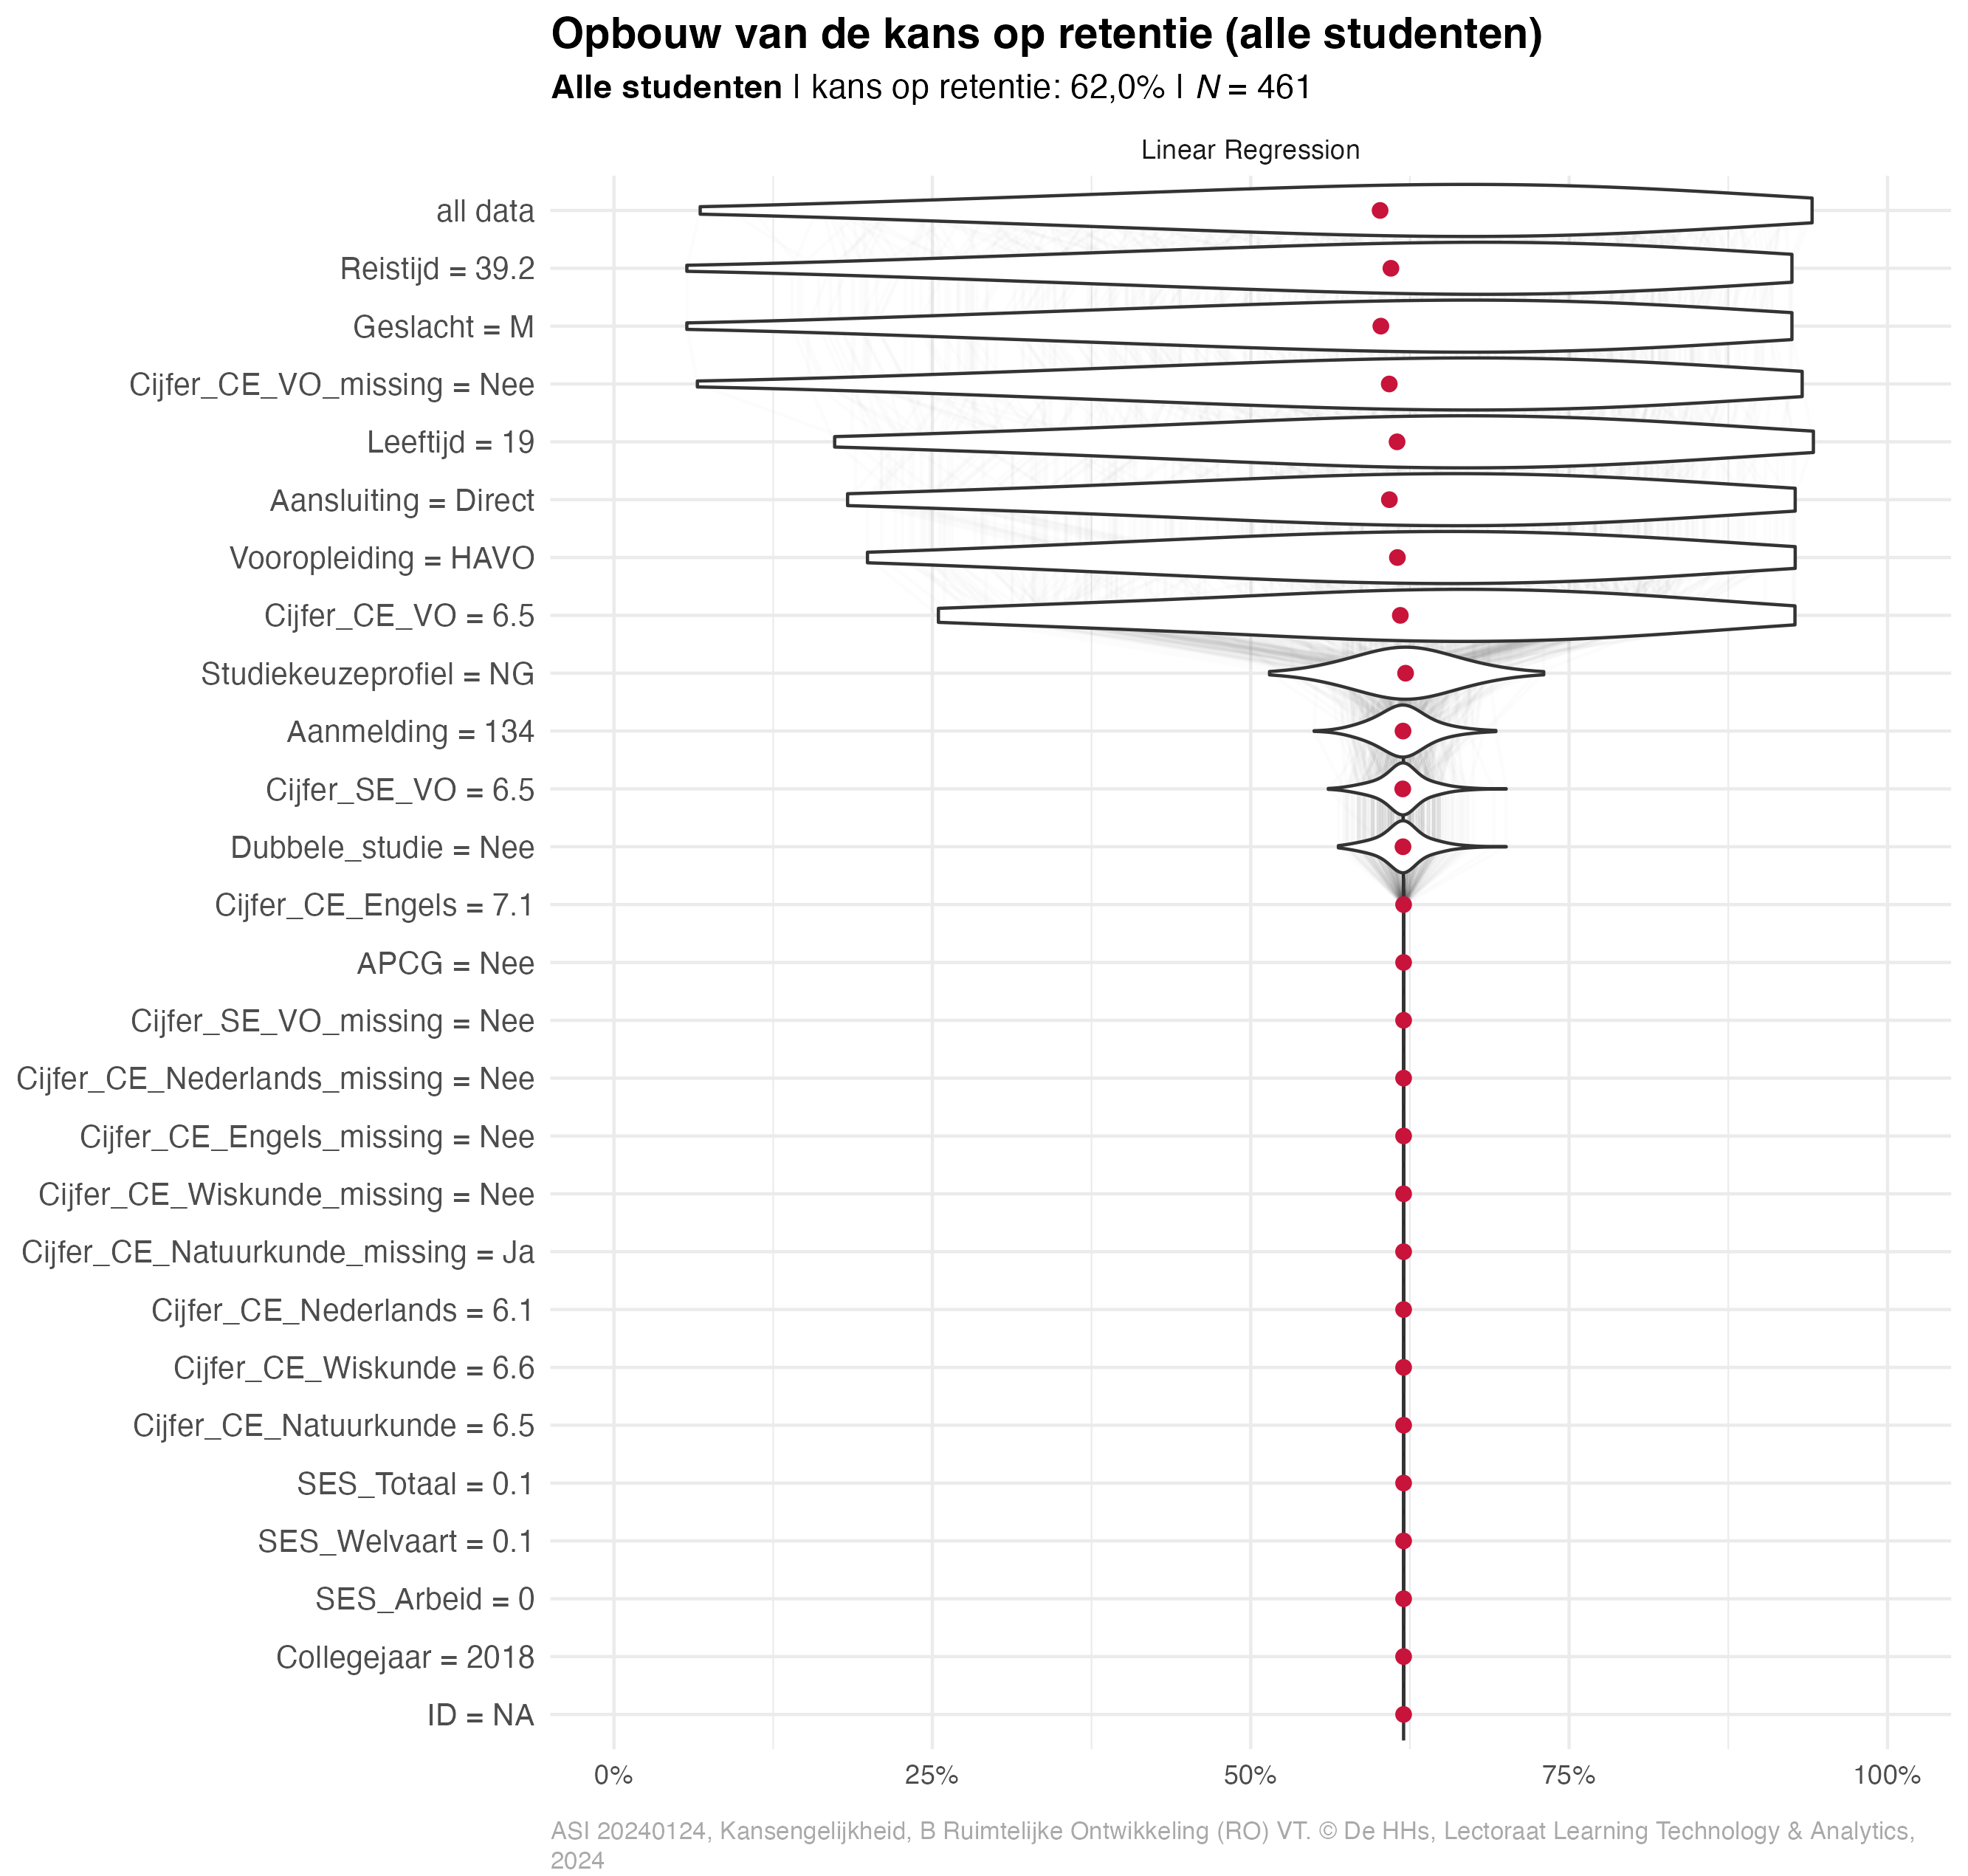 Opbouw van de kans op retentie (alle studenten)
Alle studenten | kans op retentie: 62,0% | N = 461
Linear Regression
all data
Reistijd = 39.2
Geslacht = M
Cijfer_CE_VO_missing = Nee
Leeftijd = 19
Aansluiting = Direct
Vooropleiding = HAVO
Cijfer_CE_VO = 6.5
Studiekeuzeprofiel = NG
Aanmelding = 134
Cijfer_SE_VO = 6.5
Dubbele_studie = Nee
Cijfer_CE_Engels = 7.1
APCG = Nee
Cijfer_SE_VO_missing = Nee
Cijfer_CE_Nederlands_missing = Nee
Cijfer_CE_Engels_missing = Nee
Cijfer_CE_Wiskunde_missing = Nee
Cijfer_CE_Natuurkunde_missing = Ja
Cijfer_CE_Nederlands = 6.1
Cijfer_CE_Wiskunde = 6.6
Cijfer_CE_Natuurkunde = 6.5
SES_Totaal = 0.1
SES_Welvaart = 0.1
SES_Arbeid = 0
Collegejaar = 2018
ID = NA
0% 25% 50% 75% 100%
ASI 20240124, Kansengelijkheid, B Ruimtelijke Ontwikkeling (RO) VT. © De HHs, Lectoraat Learning Technology & Analytics,
2024